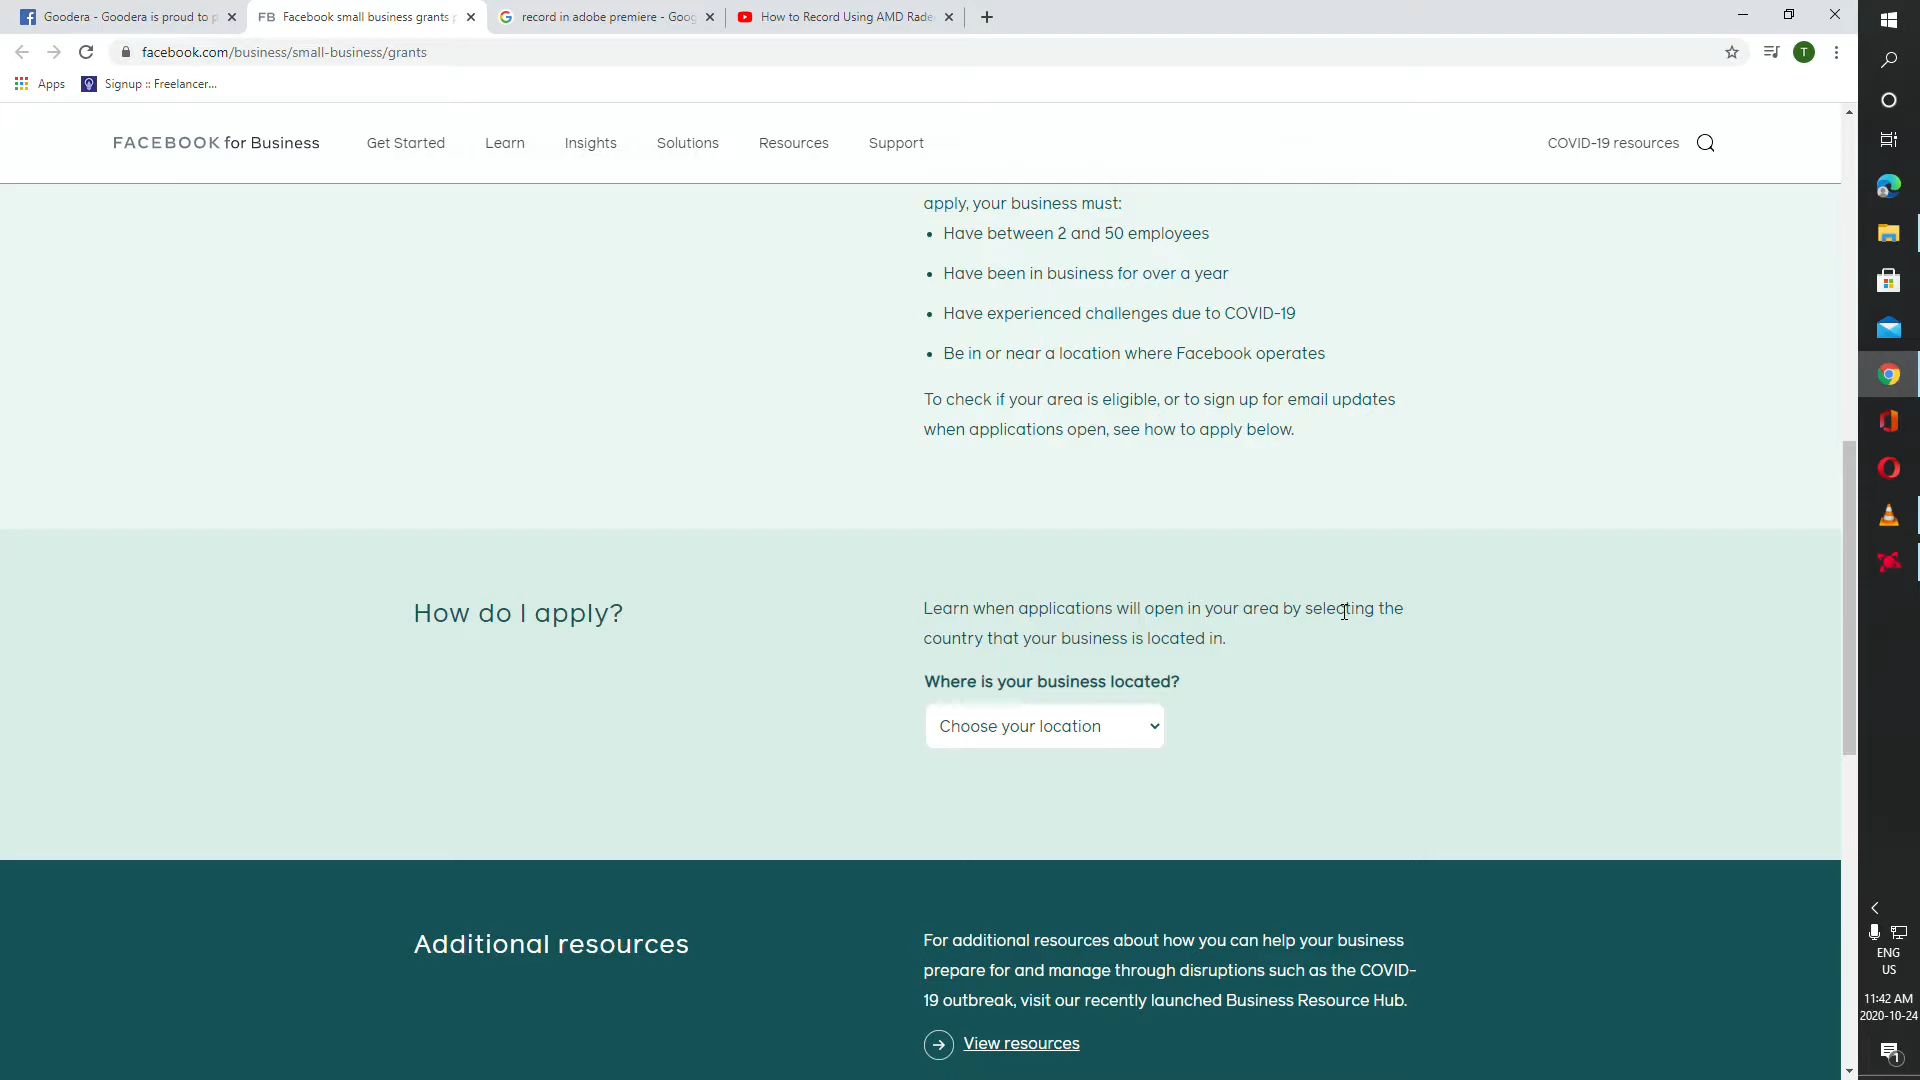 Goodera - Goodera is proud to p
FB Facebook small business grants p
record in adobe premiere - Goog
How to Record Using AMD Rade
facebook.com/business/small-business/grants
T
Apps
Signup :: Freelancer...
FACEBOOK for Business
Get Started
Learn
Insights
Solutions
Resources
Support
COVID-19 resources
apply, your business must:
• Have between 2 and 50 employees
• Have been in business for over a year
• Have experienced challenges due to COVID-19
• Be in or near a location where Facebook operates
To check if your area is eligible, or to sign up for email updates
when applications open, see how to apply below.
How do I apply?
Learn when applications will open in your area by selecting the
country that your business is located in.
Where is your business located?
Choose your location
Additional resources
For additional resources about how you can help your business
prepare for and manage through disruptions such as the COVID-
19 outbreak, visit our recently launched Business Resource Hub.
View resources
ENG
US
11:42 AM
2020-10-24
1